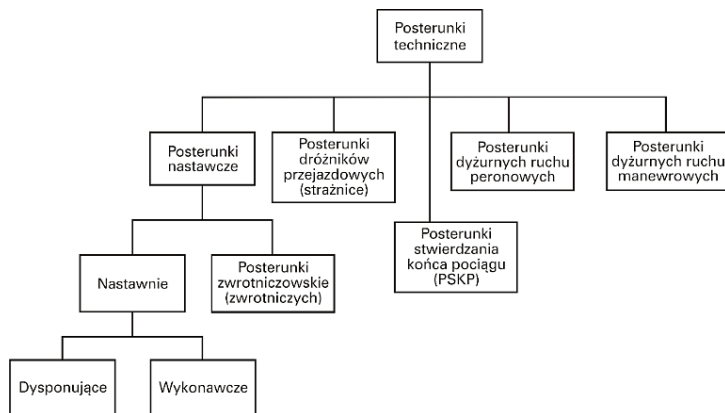 Posterunki
techniczne
Posterunki
nastawcze
Posterunki
dróżników
przejazdowych
(strażnice)
Posterunki
dyżurnych ruchu
peronowych
Posterunki
dyżurnych ruchu
manewrowych
Posterunki
stwierdzania
końca pociągu
(PSKP)
Nastawnie
Posterunki
zwrotniczowskie
(zwrotniczych)
Dysponujące
Wykonawcze